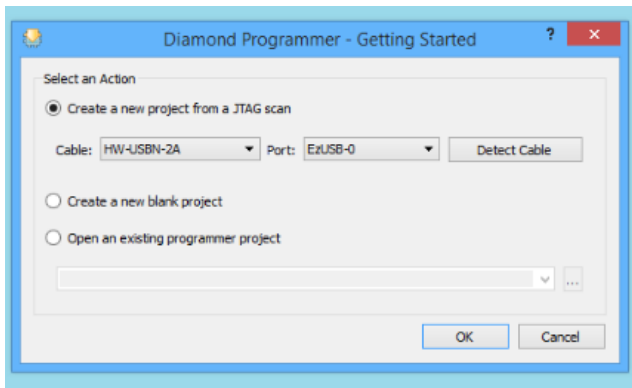 Diamond Programmer - Getting Started ? ×
Select an Action
Create a new project from a JTAG scan
Cable: HW-USBN-2A Port: EzUSB-0 Detect Cable
Create a new blank project
Open an existing programmer project
...
OK Cancel